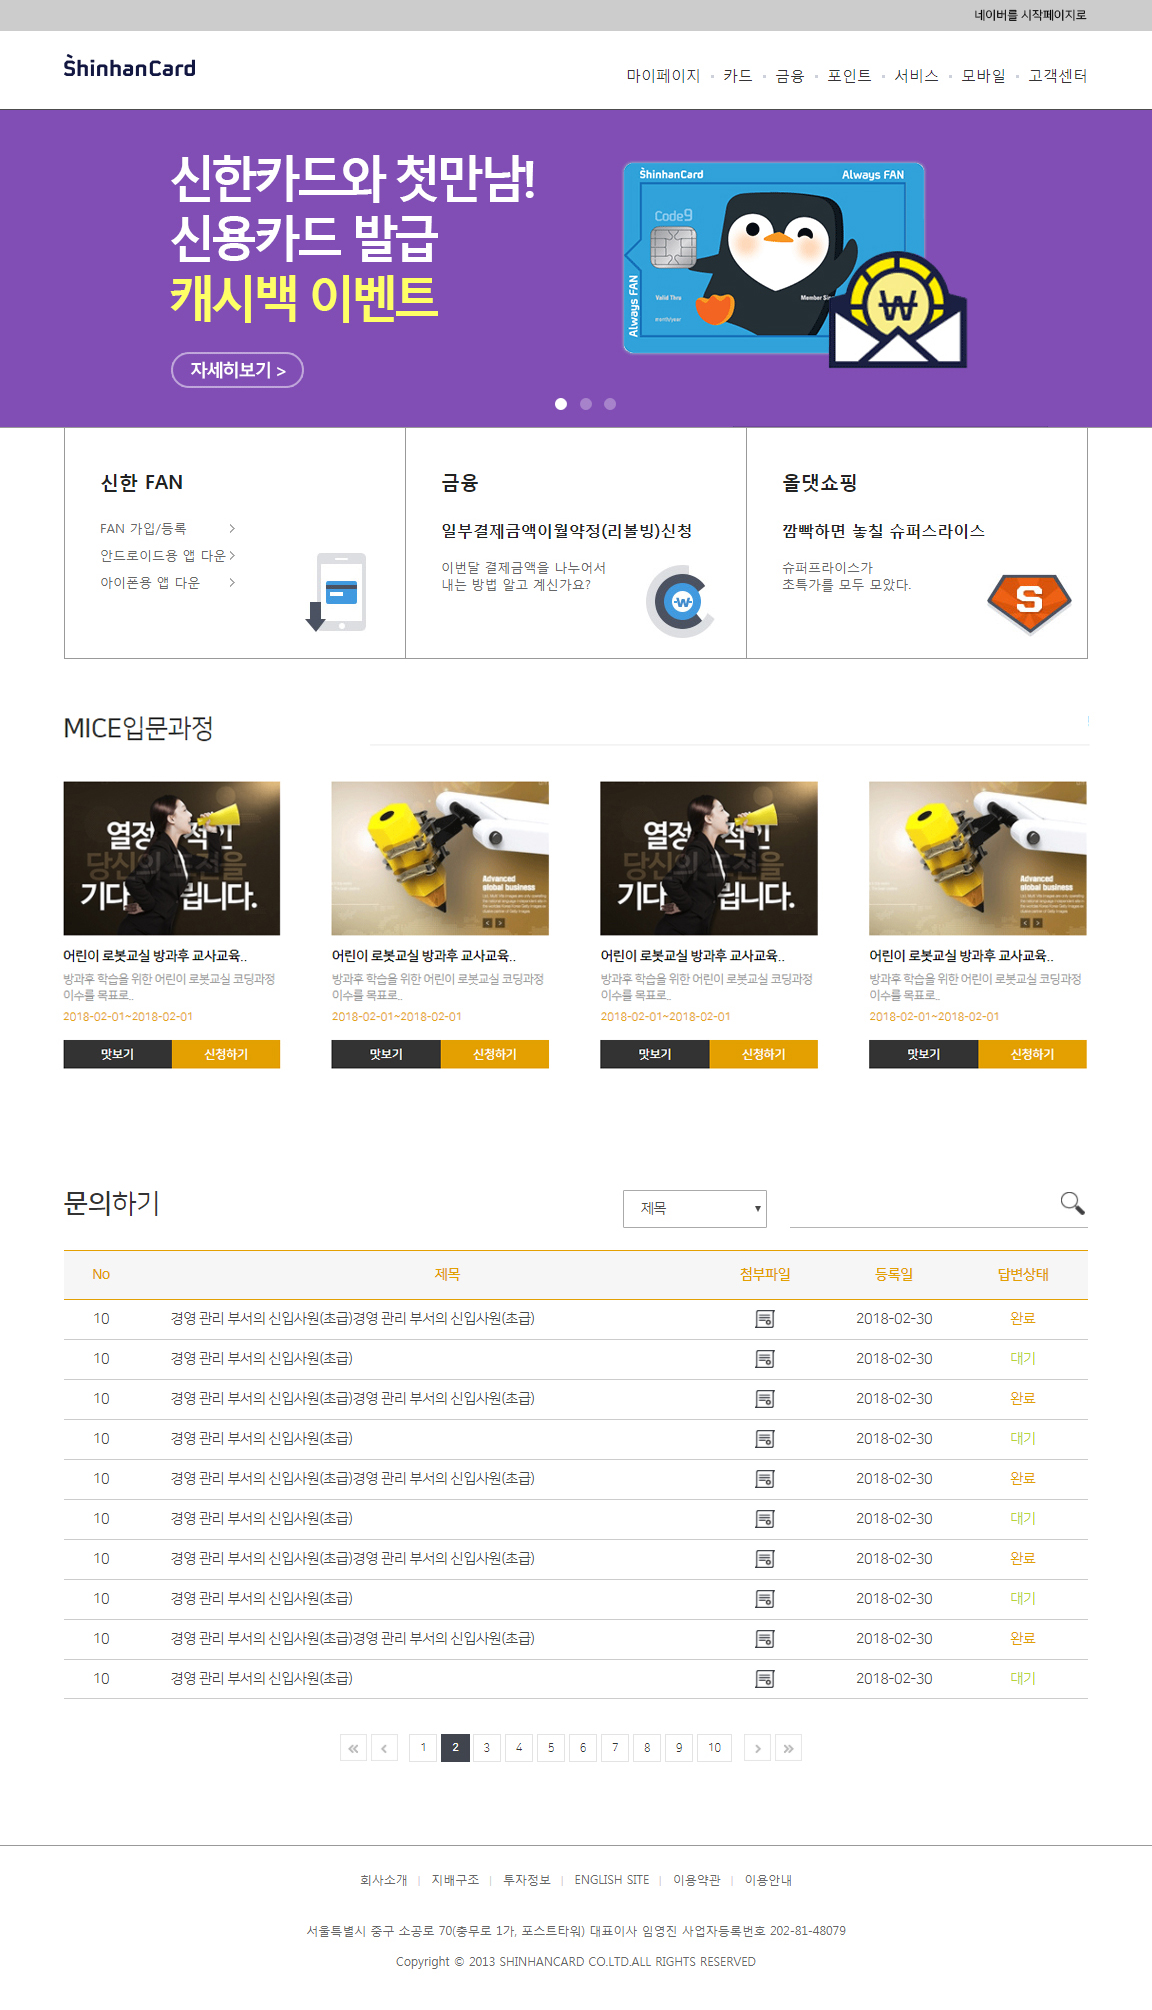 네이버를 시작페이지로
ShinhanCard
마이페이지 카드 금융 포인트 서비스 모바일 고객센터
신한카드와 첫만남!
신용카드 발급
캐시백 이벤트
자세히보기 >
ShinhanCard Always FAN
Code9
Always FAN
Valid Thru
month/year
신한 FAN
FAN 가입/등록
안드로이드용 앱 다운
아이폰용 앱 다운
금융
일부결제금액이월약정(리볼빙)신청
이번달 결제금액을 나누어서
내는 방법 알고 계신가요?
올댓쇼핑
깜빡하면 놓칠 슈퍼스라이스
슈퍼프라이스가
초특가를 모두 모았다.
S
MICE입문과정
Advanced
global business
Advanced
global business
어린이 로봇교실 방과후 교사교육.. 어린이 로봇교실 방과후 교사교육.. 어린이 로봇교실 방과후 교사교육.. 어린이 로봇교실 방과후 교사교육..
방과후 학습을 위한 어린이 로봇교실 코딩과정 방과후 학습을 위한 어린이 로봇교실 코딩과정 방과후 학습을 위한 어린이 로봇교실 코딩과정 방과후 학습을 위한 어린이 로봇교실 코딩과정
이수를 목표로.. 이수를 목표로.. 이수를 목표로.. 이수를 목표로..
2018-02-01~2018-02-01 2018-02-01~2018-02-01 2018-02-01~2018-02-01 2018-02-01~2018-02-01
맛보기 신청하기 맛보기 신청하기 맛보기 신청하기 맛보기 신청하기
문의하기
제목
No 제목 첨부파일 등록일 답변상태
10 경영 관리 부서의 신입사원(초급)경영 관리 부서의 신입사원(초급) 2018-02-30 완료
10 경영 관리 부서의 신입사원(초급) 2018-02-30 대기
10 경영 관리 부서의 신입사원(초급)경영 관리 부서의 신입사원(초급) 2018-02-30 완료
10 경영 관리 부서의 신입사원(초급) 2018-02-30 대기
10 경영 관리 부서의 신입사원(초급)경영 관리 부서의 신입사원(초급) 2018-02-30 완료
10 경영 관리 부서의 신입사원(초급) 2018-02-30 대기
10 경영 관리 부서의 신입사원(초급)경영 관리 부서의 신입사원(초급) 2018-02-30 완료
10 경영 관리 부서의 신입사원(초급) 2018-02-30 대기
10 경영 관리 부서의 신입사원(초급)경영 관리 부서의 신입사원(초급) 2018-02-30 완료
10 경영 관리 부서의 신입사원(초급) 2018-02-30 대기
« ‹ 1 2 3 4 5 6 7 8 9 10 › »
회사소개 | 지배구조 | 투자정보 | ENGLISH SITE | 이용약관 | 이용안내
서울특별시 중구 소공로 70(충무로 1가, 포스트타워) 대표이사 임영진 사업자등록번호 202-81-48079
Copyright © 2013 SHINHANCARD CO.LTD.ALL RIGHTS RESERVED